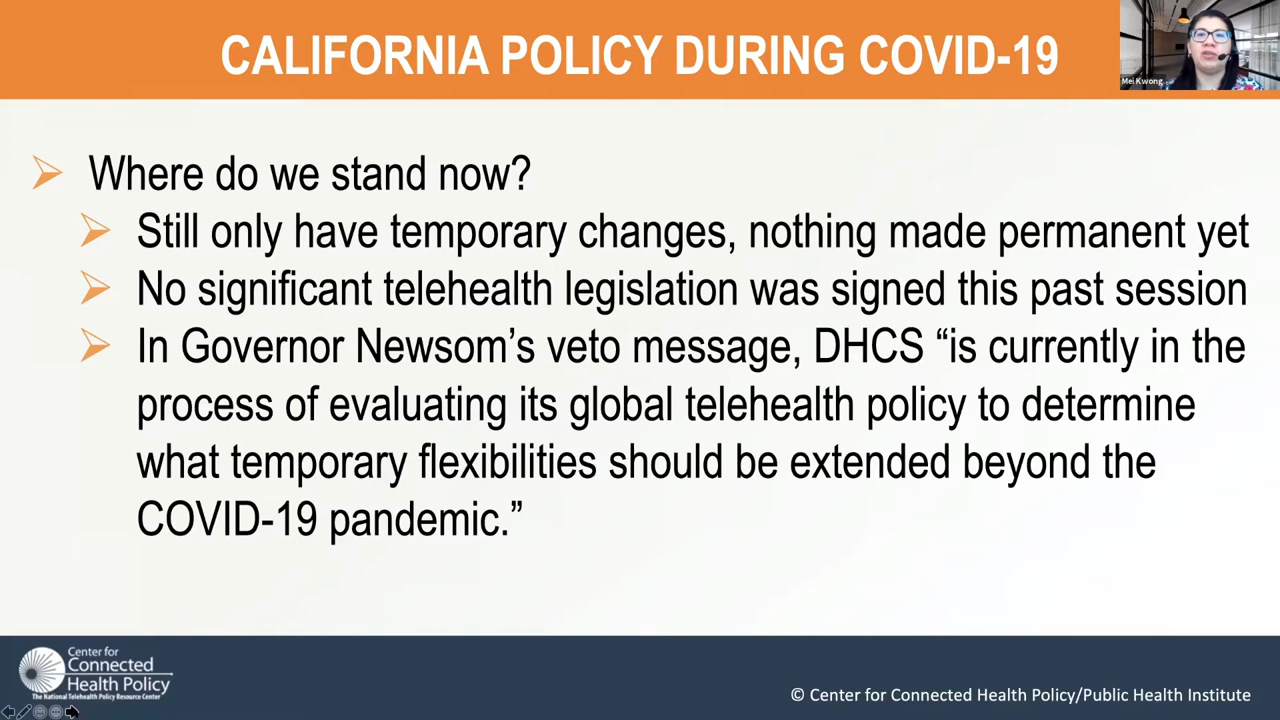 CALIFORNIA POLICY DURING COVID-19
Mei Kwong
Where do we stand now?
Still only have temporary changes, nothing made permanent yet
No significant telehealth legislation was signed this past session
In Governor Newsom’s veto message, DHCS “is currently in the
process of evaluating its global telehealth policy to determine
what temporary flexibilities should be extended beyond the
COVID-19 pandemic.”
Center for
Connected
Health Policy
The National Telehealth Policy Resource Center
© Center for Connected Health Policy/Public Health Institute